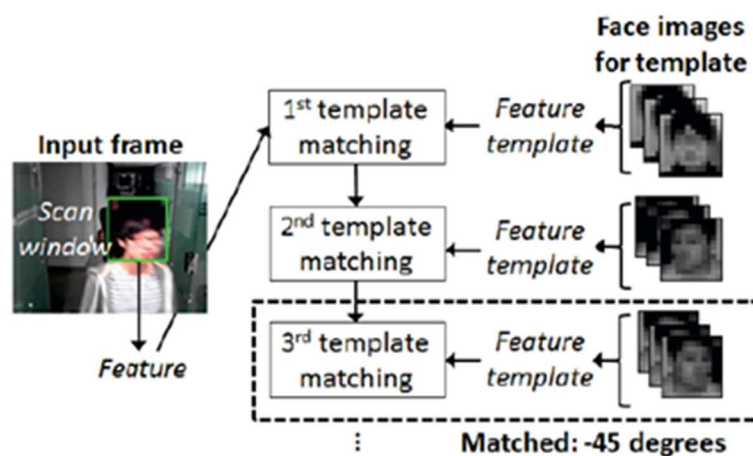 Face images
for template
Input frame
Scan
window
Feature
1st template
matching
Feature
template
2nd template
matching
Feature
template
3rd template
matching
Feature
template
⋮
Matched: -45 degrees